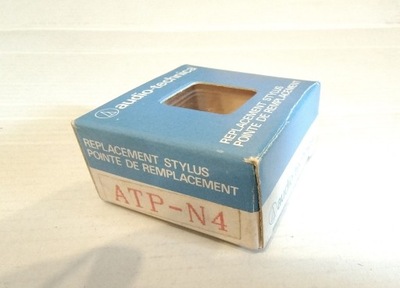 audio-technica
REPLACEMENT STYLUS
POINTE DE REMPLACEMENT
REPLACEMENT STYLUS
POINTE DE REMPLACEMENT
ATP-N4